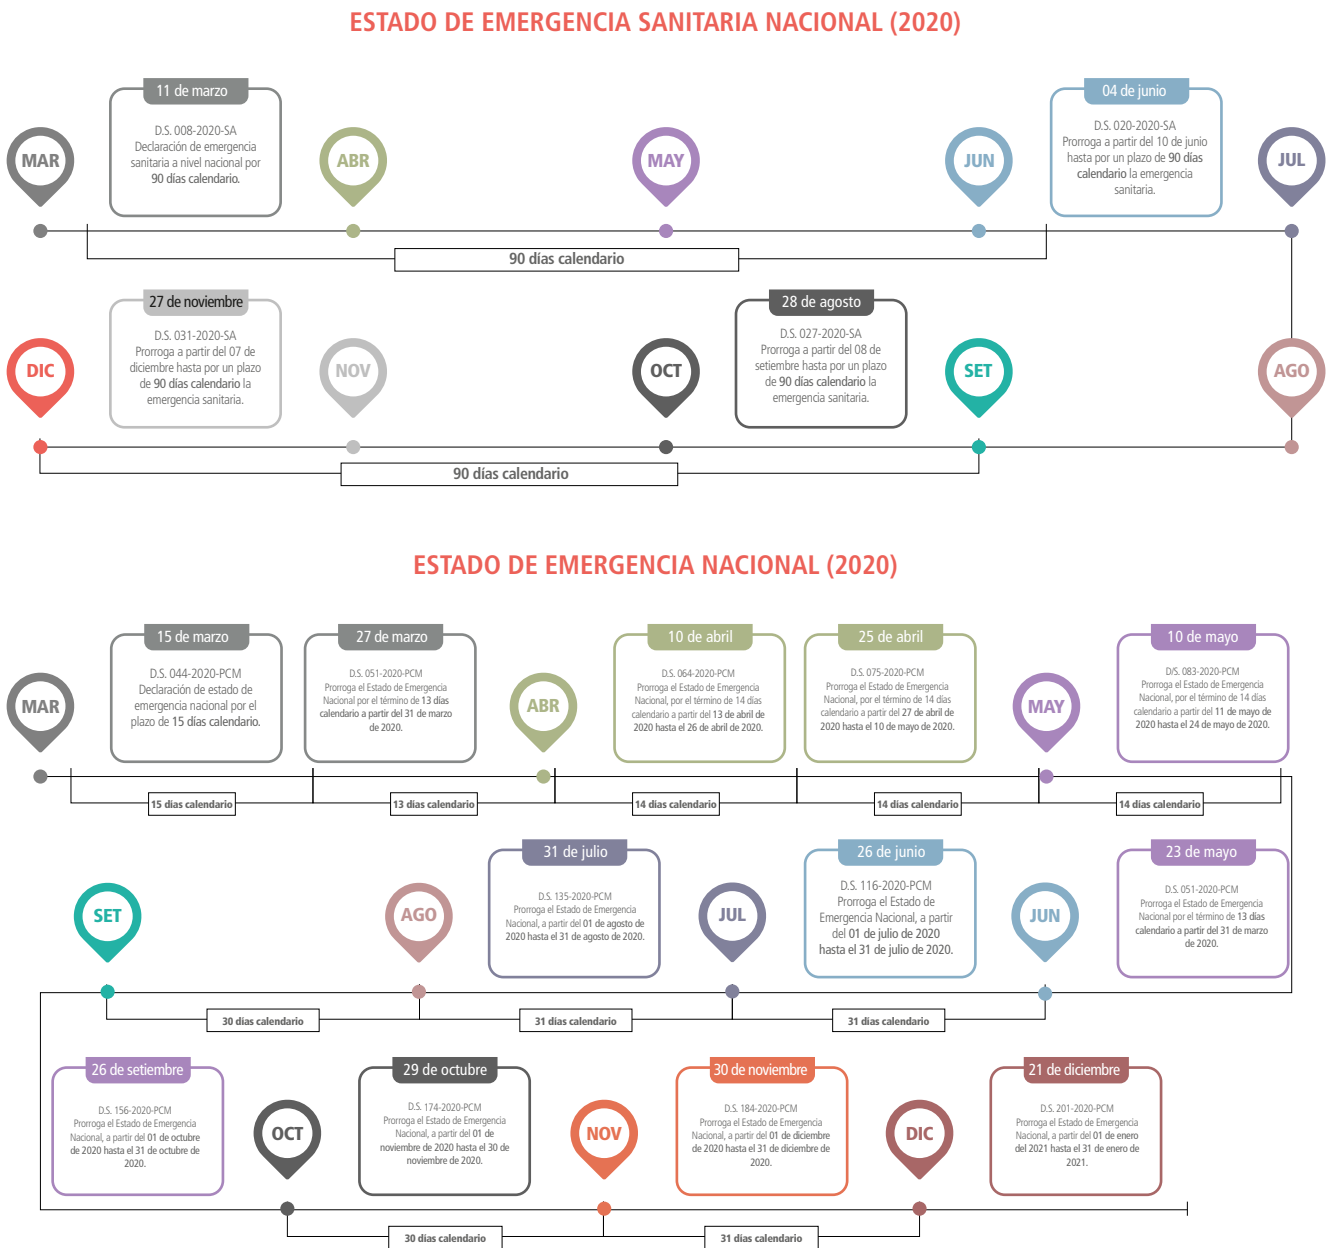 ESTADO DE EMERGENCIA SANITARIA NACIONAL (2020)
MAR
11 de marzo
D.S. 008-2020-SA
Declaración de emergencia
sanitaria a nivel nacional por
90 días calendario.
ABR
MAY
JUN
04 de junio
D.S. 020-2020-SA
Prorroga a partir del 10 de junio
hasta por un plazo de 90 días
calendario la emergencia
sanitaria.
JUL
90 días calendario
DIC
27 de noviembre
D.S. 031-2020-SA
Prorroga a partir del 07 de
diciembre hasta por un plazo
de 90 días calendario la
emergencia sanitaria.
NOV
OCT
28 de agosto
D.S. 027-2020-SA
Prorroga a partir del 08 de
setiembre hasta por un plazo
de 90 días calendario la
emergencia sanitaria.
SET
AGO
90 días calendario
ESTADO DE EMERGENCIA NACIONAL (2020)
MAR
15 de marzo
D.S. 044-2020-PCM
Declaración de estado de
emergencia nacional por el
plazo de 15 días calendario.
27 de marzo
D.S. 051-2020-PCM
Prorroga el Estado de Emergencia
Nacional por el término de 13 días
calendario a partir del 31 de marzo
de 2020.
ABR
10 de abril
D.S. 064-2020-PCM
Prorroga el Estado de Emergencia
Nacional, por el término de 14 días
calendario a partir del 13 de abril de
2020 hasta el 26 de abril de 2020.
25 de abril
D.S. 075-2020-PCM
Prorroga el Estado de Emergencia
Nacional, por el término de 14 días
calendario a partir del 27 de abril de
2020 hasta el 10 de mayo de 2020.
MAY
10 de mayo
D/S. 083-2020-PCM
Prorroga el Estado de Emergencia
Nacional, por el término de 14 días
calendario a partir del 11 de mayo de
2020 hasta el 24 de mayo de 2020.
15 días calendario
13 días calendario
14 días calendario
14 días calendario
14 días calendario
SET
AGO
31 de julio
D.S. 135-2020-PCM
Prorroga el Estado de Emergencia
Nacional, a partir del 01 de agosto de
2020 hasta el 31 de agosto de 2020.
JUL
26 de junio
D.S. 116-2020-PCM
Prorroga el Estado de
Emergencia Nacional, a partir
del 01 de julio de 2020
hasta el 31 de julio de 2020.
JUN
23 de mayo
D.S. 051-2020-PCM
Prorroga el Estado de Emergencia
Nacional por el término de 13 días
calendario a partir del 31 de marzo
de 2020.
30 días calendario
31 días calendario
31 días calendario
26 de setiembre
D.S. 156-2020-PCM
Prorroga el Estado de Emergencia
Nacional, a partir del 01 de octubre
de 2020 hasta el 31 de octubre de
2020.
OCT
29 de octubre
D.S. 174-2020-PCM
Prorroga el Estado de Emergencia
Nacional, a partir del 01 de
noviembre de 2020 hasta el 30 de
noviembre de 2020.
NOV
30 de noviembre
D.S. 184-2020-PCM
Prorroga el Estado de Emergencia
Nacional, a partir del 01 de diciembre
de 2020 hasta el 31 de diciembre de
2020.
DIC
21 de diciembre
D.S. 201-2020-PCM
Prorroga el Estado de Emergencia
Nacional, a partir del 01 de enero
del 2021 hasta el 31 de enero de
2021.
30 días calendario
31 días calendario